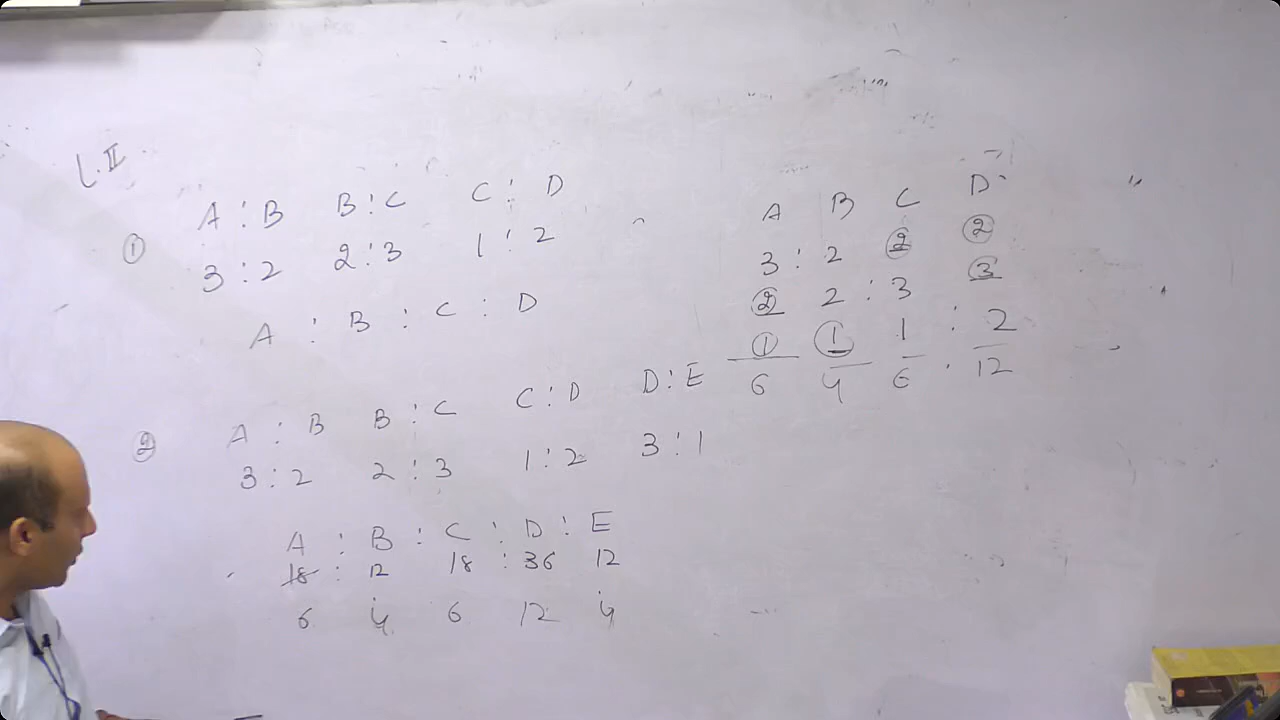 L.II
A : B B : C C : D
① 3 : 2 2 : 3 1 : 2
A : B : C : D
A B C D
3 : 2 ② ②
② 2 : 3 ③
① ① 1 : 2
6 4 6 . 12
② A : B B : C C : D D : E
3 : 2 2 : 3 1 : 2 3 : 1
A : B : C : D : E
18 : 12 18 : 36 12
6 4 6 12 4